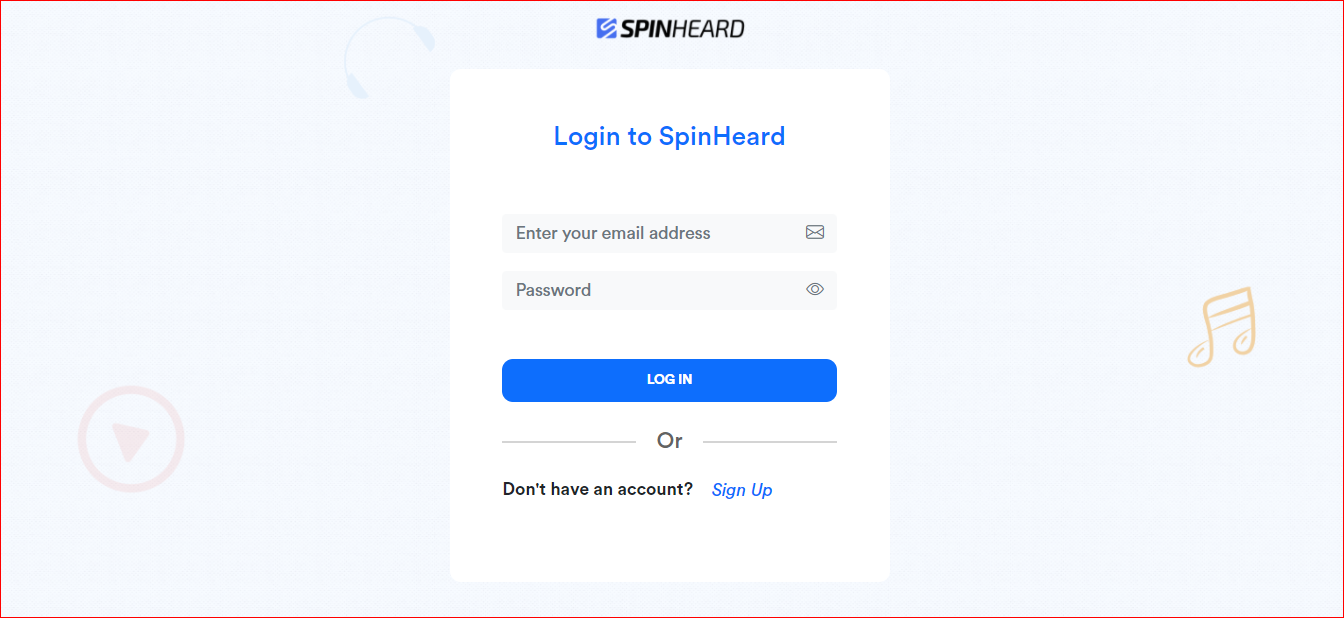 SPINHEARD
Login to SpinHeard
Enter your email address
Password
LOG IN
Or
Don't have an account? Sign Up